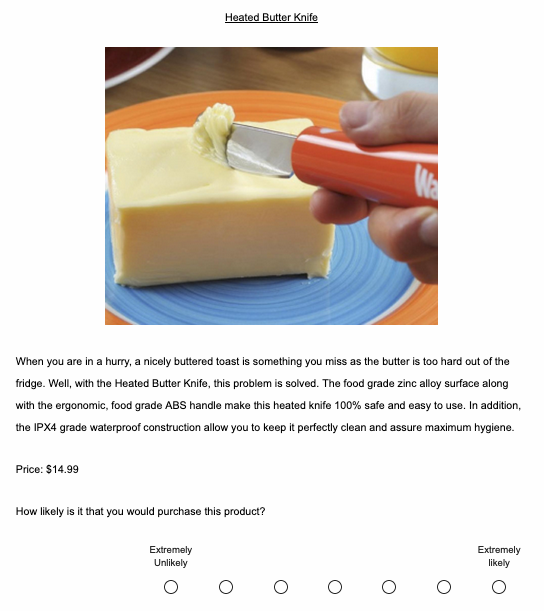 Heated Butter Knife
Wa
When you are in a hurry, a nicely buttered toast is something you miss as the butter is too hard out of the
fridge. Well, with the Heated Butter Knife, this problem is solved. The food grade zinc alloy surface along
with the ergonomic, food grade ABS handle make this heated knife 100% safe and easy to use. In addition,
the IPX4 grade waterproof construction allow you to keep it perfectly clean and assure maximum hygiene.
Price: $14.99
How likely is it that you would purchase this product?
Extremely Extremely
Unlikely likely